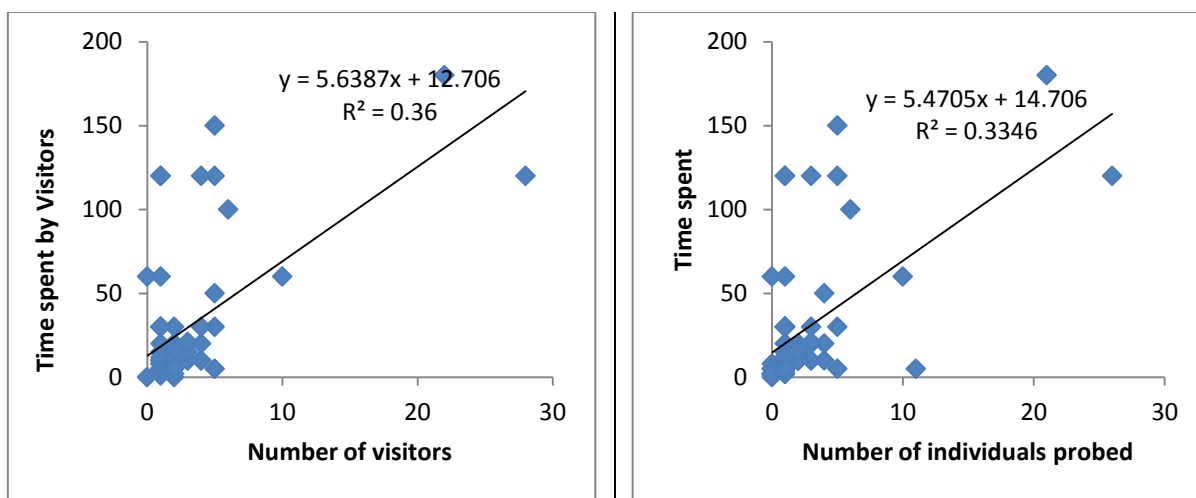 200
150
100
50
0
y = 5.6387x + 12.706
R² = 0.36
0
10
20
30
Time spent by Visitors
Number of visitors
200
150
100
50
0
y = 5.4705x + 14.706
R² = 0.3346
0
10
20
30
Time spent
Number of individuals probed